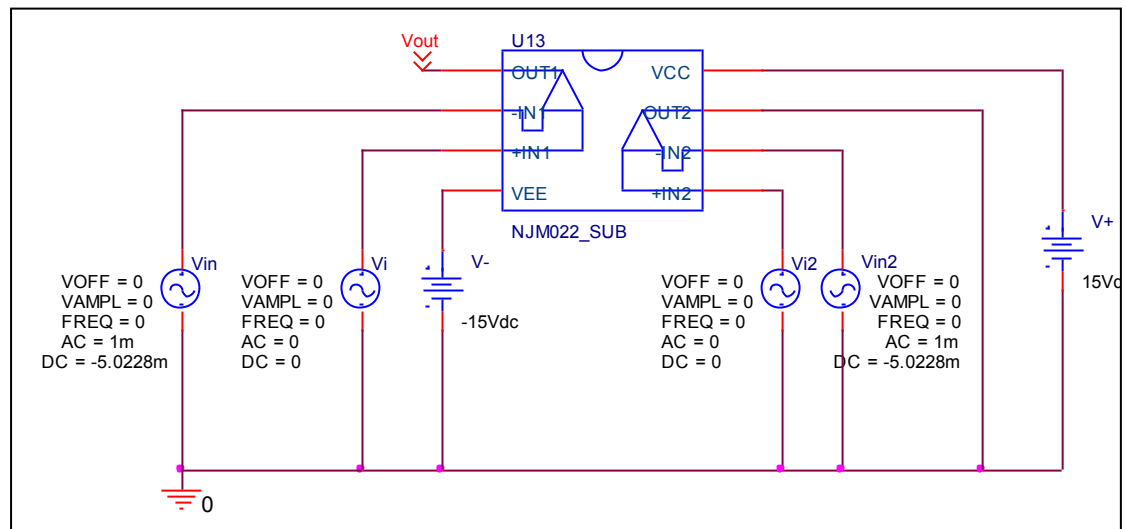 Vout
U13
OUT1
VCC
-IN1
OUT2
+IN1
-IN2
VEE
+IN2
NJM022_SUB
Vin
VOFF = 0
VAMPL = 0
FREQ = 0
AC = 1m
DC = -5.0228m
Vi
VOFF = 0
VAMPL = 0
FREQ = 0
AC = 0
DC = 0
V-
-15Vdc
Vi2
VOFF = 0
VAMPL = 0
FREQ = 0
AC = 0
DC = 0
Vin2
VOFF = 0
VAMPL = 0
FREQ = 0
AC = 1m
DC = -5.0228m
V+
15Vd
0